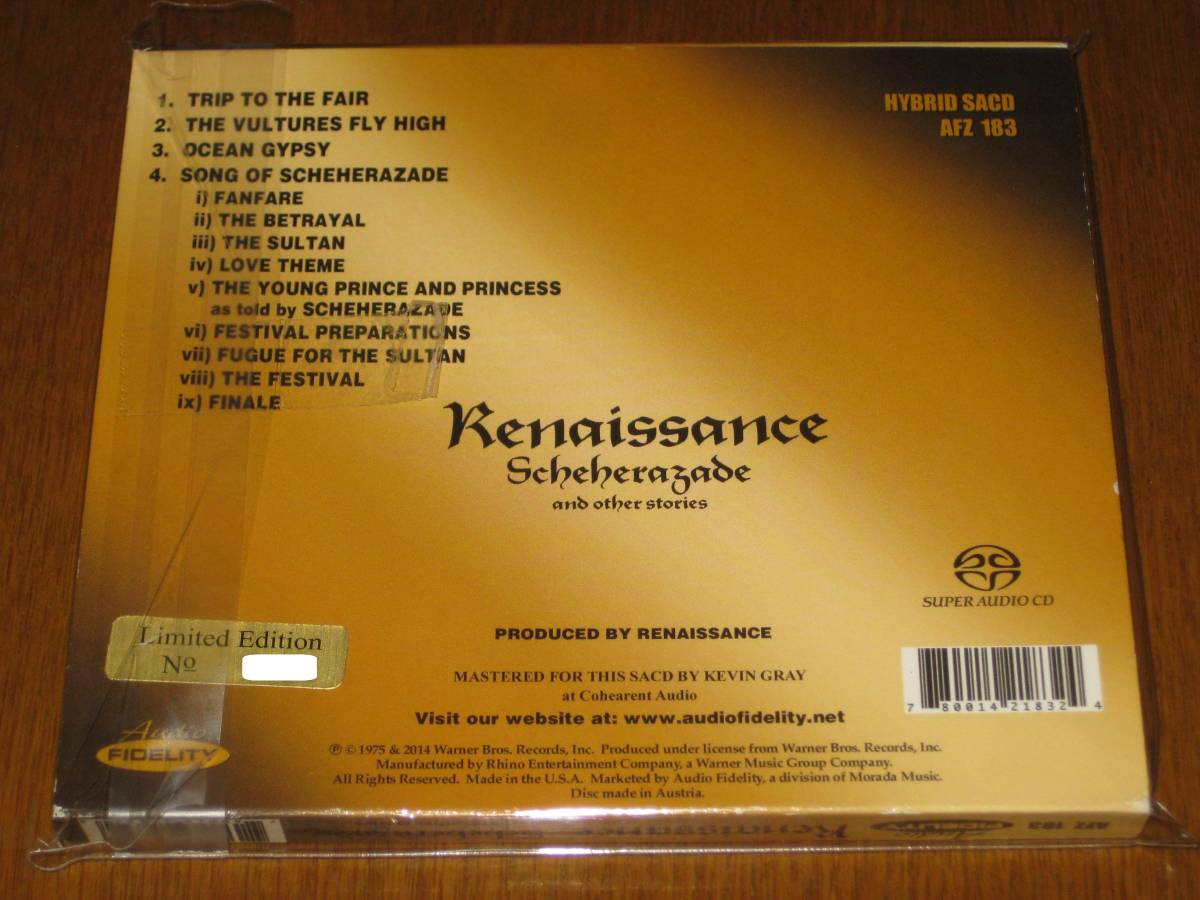 1. TRIP TO THE FAIR
2. THE VULTURES FLY HIGH
3. OCEAN GYPSY
4. SONG OF SCHEHERAZADE
i) FANFARE
ii) THE BETRAYAL
iii) THE SULTAN
iv) LOVE THEME
v) THE YOUNG PRINCE AND PRINCESS
as told by SCHEHERAZADE
vi) FESTIVAL PREPARATIONS
vii) FUGUE FOR THE SULTAN
viii) THE FESTIVAL
ix) FINALE
HYBRID SACD
AFZ 183
Renaissance
Scheherazade
and other stories
SUPER AUDIO CD
Limited Edition
Nº
PRODUCED BY RENAISSANCE
MASTERED FOR THIS SACD BY KEVIN GRAY
at Cohearent Audio
Visit our website at: www.audiofidelity.net
7 80014 21832 4
Audio
FIDELITY
℗ © 1975 & 2014 Warner Bros. Records, Inc. Produced under license from Warner Bros. Records, Inc.
Manufactured by Rhino Entertainment Company, a Warner Music Group Company.
All Rights Reserved. Made in the U.S.A. Marketed by Audio Fidelity, a division of Morada Music.
Disc made in Austria.
Renaissance Scheherazade Audio FIDELITY AFZ 183